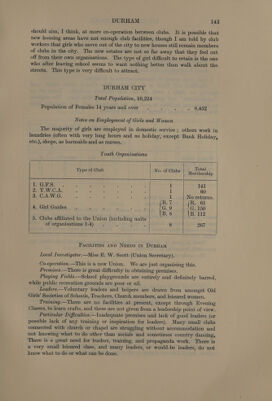 DURHAM 143
should aim, I think, at more co-operation between clubs. It is possible that
new housing areas have not enough club facilities, though I am told by club
workers that girls who move out of the city to new houses still remain members
of clubs in the city. The new estates are not so far away that they feel cut
off from their own organisations. The type of girl difficult to retain is the one
who after leaving school seems to want nothing better than walk about the
streets. This type is very difficult to attract.
DURHAM CITY
Total Population, 16,224
Population of Females 14 years and over . . . . 6,452
Notes on Employment of Girls and Women
The majority of girls are employed in domestic service; others work in
laundries (often with very long hours and no holiday, except Bank Holiday,
etc.), shops, as barmaids and as nurses.
Youth Organisations
Type of Club No. of Clubs Total Membership
1. G.F.S. 1 142
2. Y.W.C.A. 1 60
3. C.A.W.G. 1 No returns.
4. Girl Guides R. 7 G. 9 B. 8 R. 61 G. 159 B. 112
5. Clubs affiliated to the Union (including units
of organisations 1-4) 8 267
FACILITIES AND NEEDS IN DURHAM
Local Investigator.—Miss E. W. Scott (Union Secretary).
Co-operation.—This is a new Union. We are just organising this.
Premises.—There is great difficulty in obtaining premises.
Playing Fields.—School playgrounds are entirely and definitely barred,
while public recreation grounds are poor or nil.
Leaders.—Voluntary leaders and helpers are drawn from amongst Old
Girls' Societies of Schools, Teachers, Church members, and leisured women.
Training.—There are no facilities at present, except through Evening
Classes, to learn crafts, and these are not given from a leadership point of view.
Particular Difficulties.—Inadequate premises and lack of good leaders (or
possible lack of any training or inspiration for leaders). Many small clubs
connected with church or chapel are struggling without accommodation and
not knowing what to do other than socials and sometimes country dancing.
There is a great need for leaders, training, and propaganda work. There is
a very small leisured class, and many leaders, or would-be leaders, do not
know what to do or what can be done.